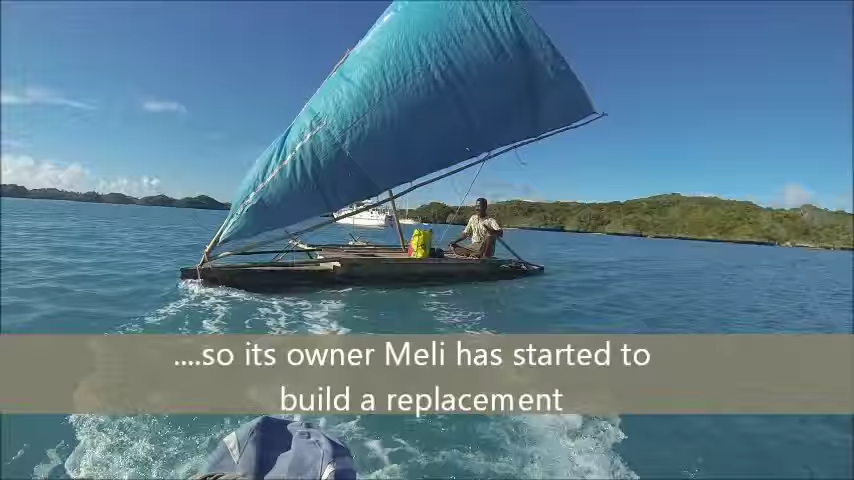 ....so its owner Meli has started to
build a replacement